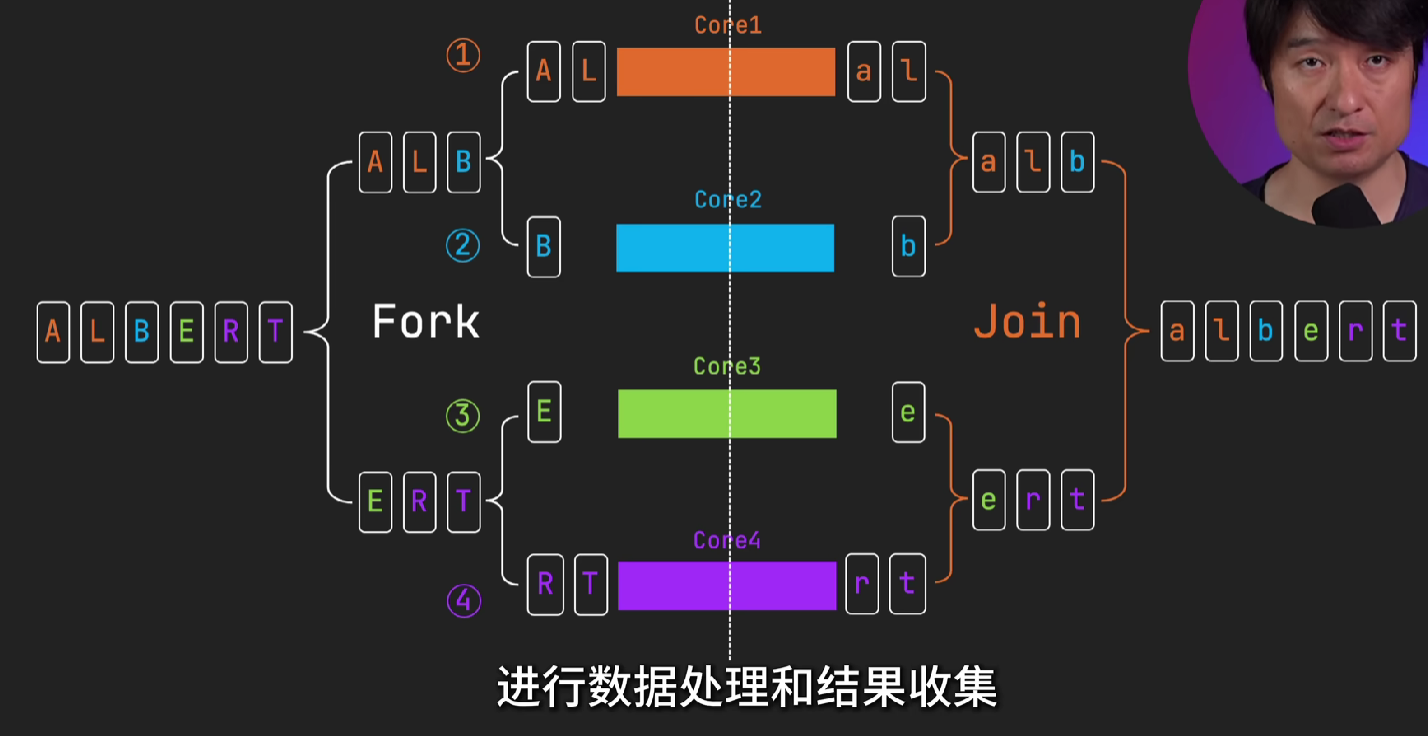 Core1
① A L a l
A L B a l b
Core2
② B b
Fork Join
A L B E R T a l b e r t
Core3
③ E e
E R T e r t
Core4
④ R T r t
进行数据处理和结果收集